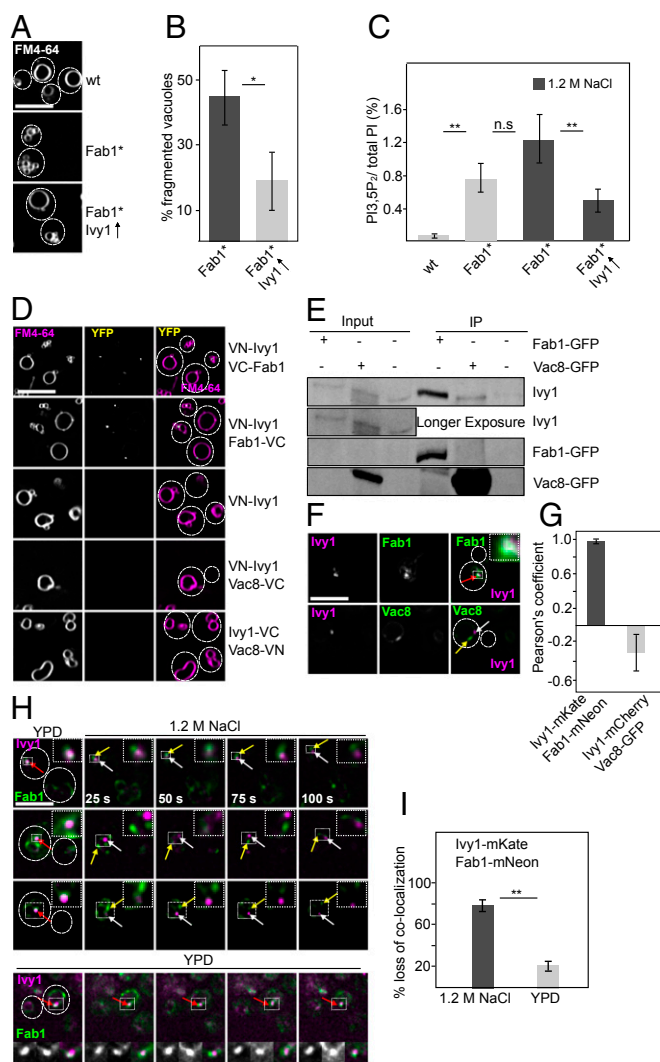 A
FM4-64
wt
Fab1*
Fab1*
Ivy1↑
B
% fragmented vacuoles
50
30
10
*
Fab1*
Fab1*
Ivy1↑
C
PI3,5P₂/ total PI (%)
1.6
1.2
0.8
0.4
1.2 M NaCl
**
n.s
**
wt
Fab1*
Fab1*
Fab1*
Ivy1↑
D
FM4-64
YFP
YFP
FM4-64
VN-Ivy1
VC-Fab1
VN-Ivy1
Fab1-VC
VN-Ivy1
VN-Ivy1
Vac8-VC
Ivy1-VC
Vac8-VN
E
Input
IP
+ - - + - - Fab1-GFP
- + - - + - Vac8-GFP
Ivy1
Longer Exposure
Ivy1
Fab1-GFP
Vac8-GFP
F
Ivy1
Fab1
Fab1
Ivy1
Ivy1
Vac8
Vac8
Ivy1
G
Pearson's coefficient
1.0
0.6
0.2
-0.2
-0.6
Ivy1-mKate
Fab1-mNeon
Ivy1-mCherry
Vac8-GFP
H
YPD
1.2 M NaCl
Ivy1
Fab1
25 s
50 s
75 s
100 s
YPD
Ivy1
Fab1
I
% loss of co-localization
100
80
60
40
20
Ivy1-mKate
Fab1-mNeon
**
1.2 M NaCl
YPD